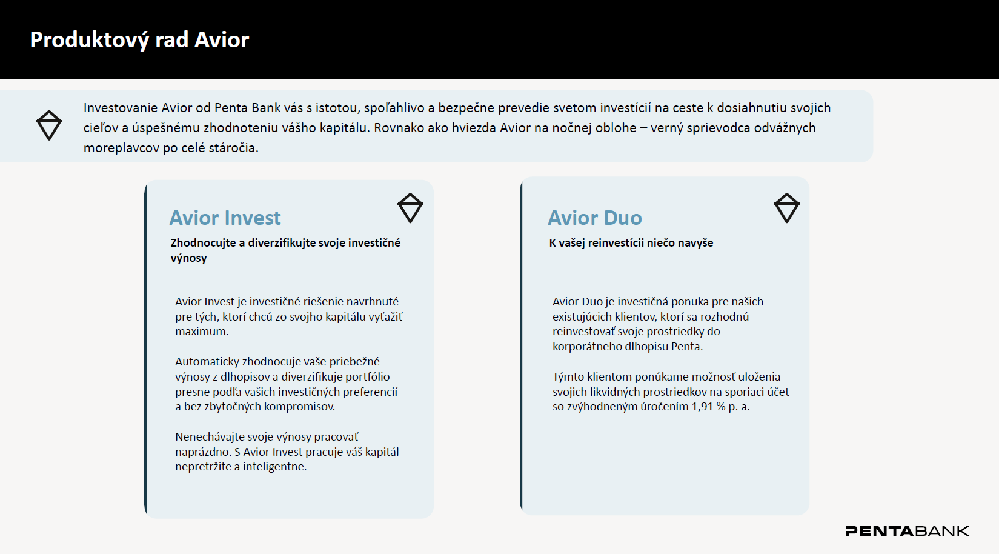 Produktový rad Avior
Investovanie Avior od Penta Bank vás s istotou, spoľahlivo a bezpečne prevedie svetom investícií na ceste k dosiahnutiu svojich
cieľov a úspešnému zhodnoteniu vášho kapitálu. Rovnako ako hviezda Avior na nočnej oblohe – verný sprievodca odvážnych
moreplavcov po celé stáročia.
Avior Invest
Zhodnocujte a diverzifikujte svoje investičné
výnosy
Avior Invest je investičné riešenie navrhnuté
pre tých, ktorí chcú zo svojho kapitálu vyťažiť
maximum.
Automaticky zhodnocuje vaše priebežné
výnosy z dlhopisov a diverzifikuje portfólio
presne podľa vašich investičných preferencií
a bez zbytočných kompromisov.
Nenechávajte svoje výnosy pracovať
naprázdno. S Avior Invest pracuje váš kapitál
nepretržite a inteligentne.
Avior Duo
K vašej reinvestícii niečo navyše
Avior Duo je investičná ponuka pre našich
existujúcich klientov, ktorí sa rozhodnú
reinvestovať svoje prostriedky do
korporátneho dlhopisu Penta.
Týmto klientom ponúkame možnosť uloženia
svojich likvidných prostriedkov na sporiaci účet
so zvýhodneným úročením 1,91 % p. a.
PENTABANK